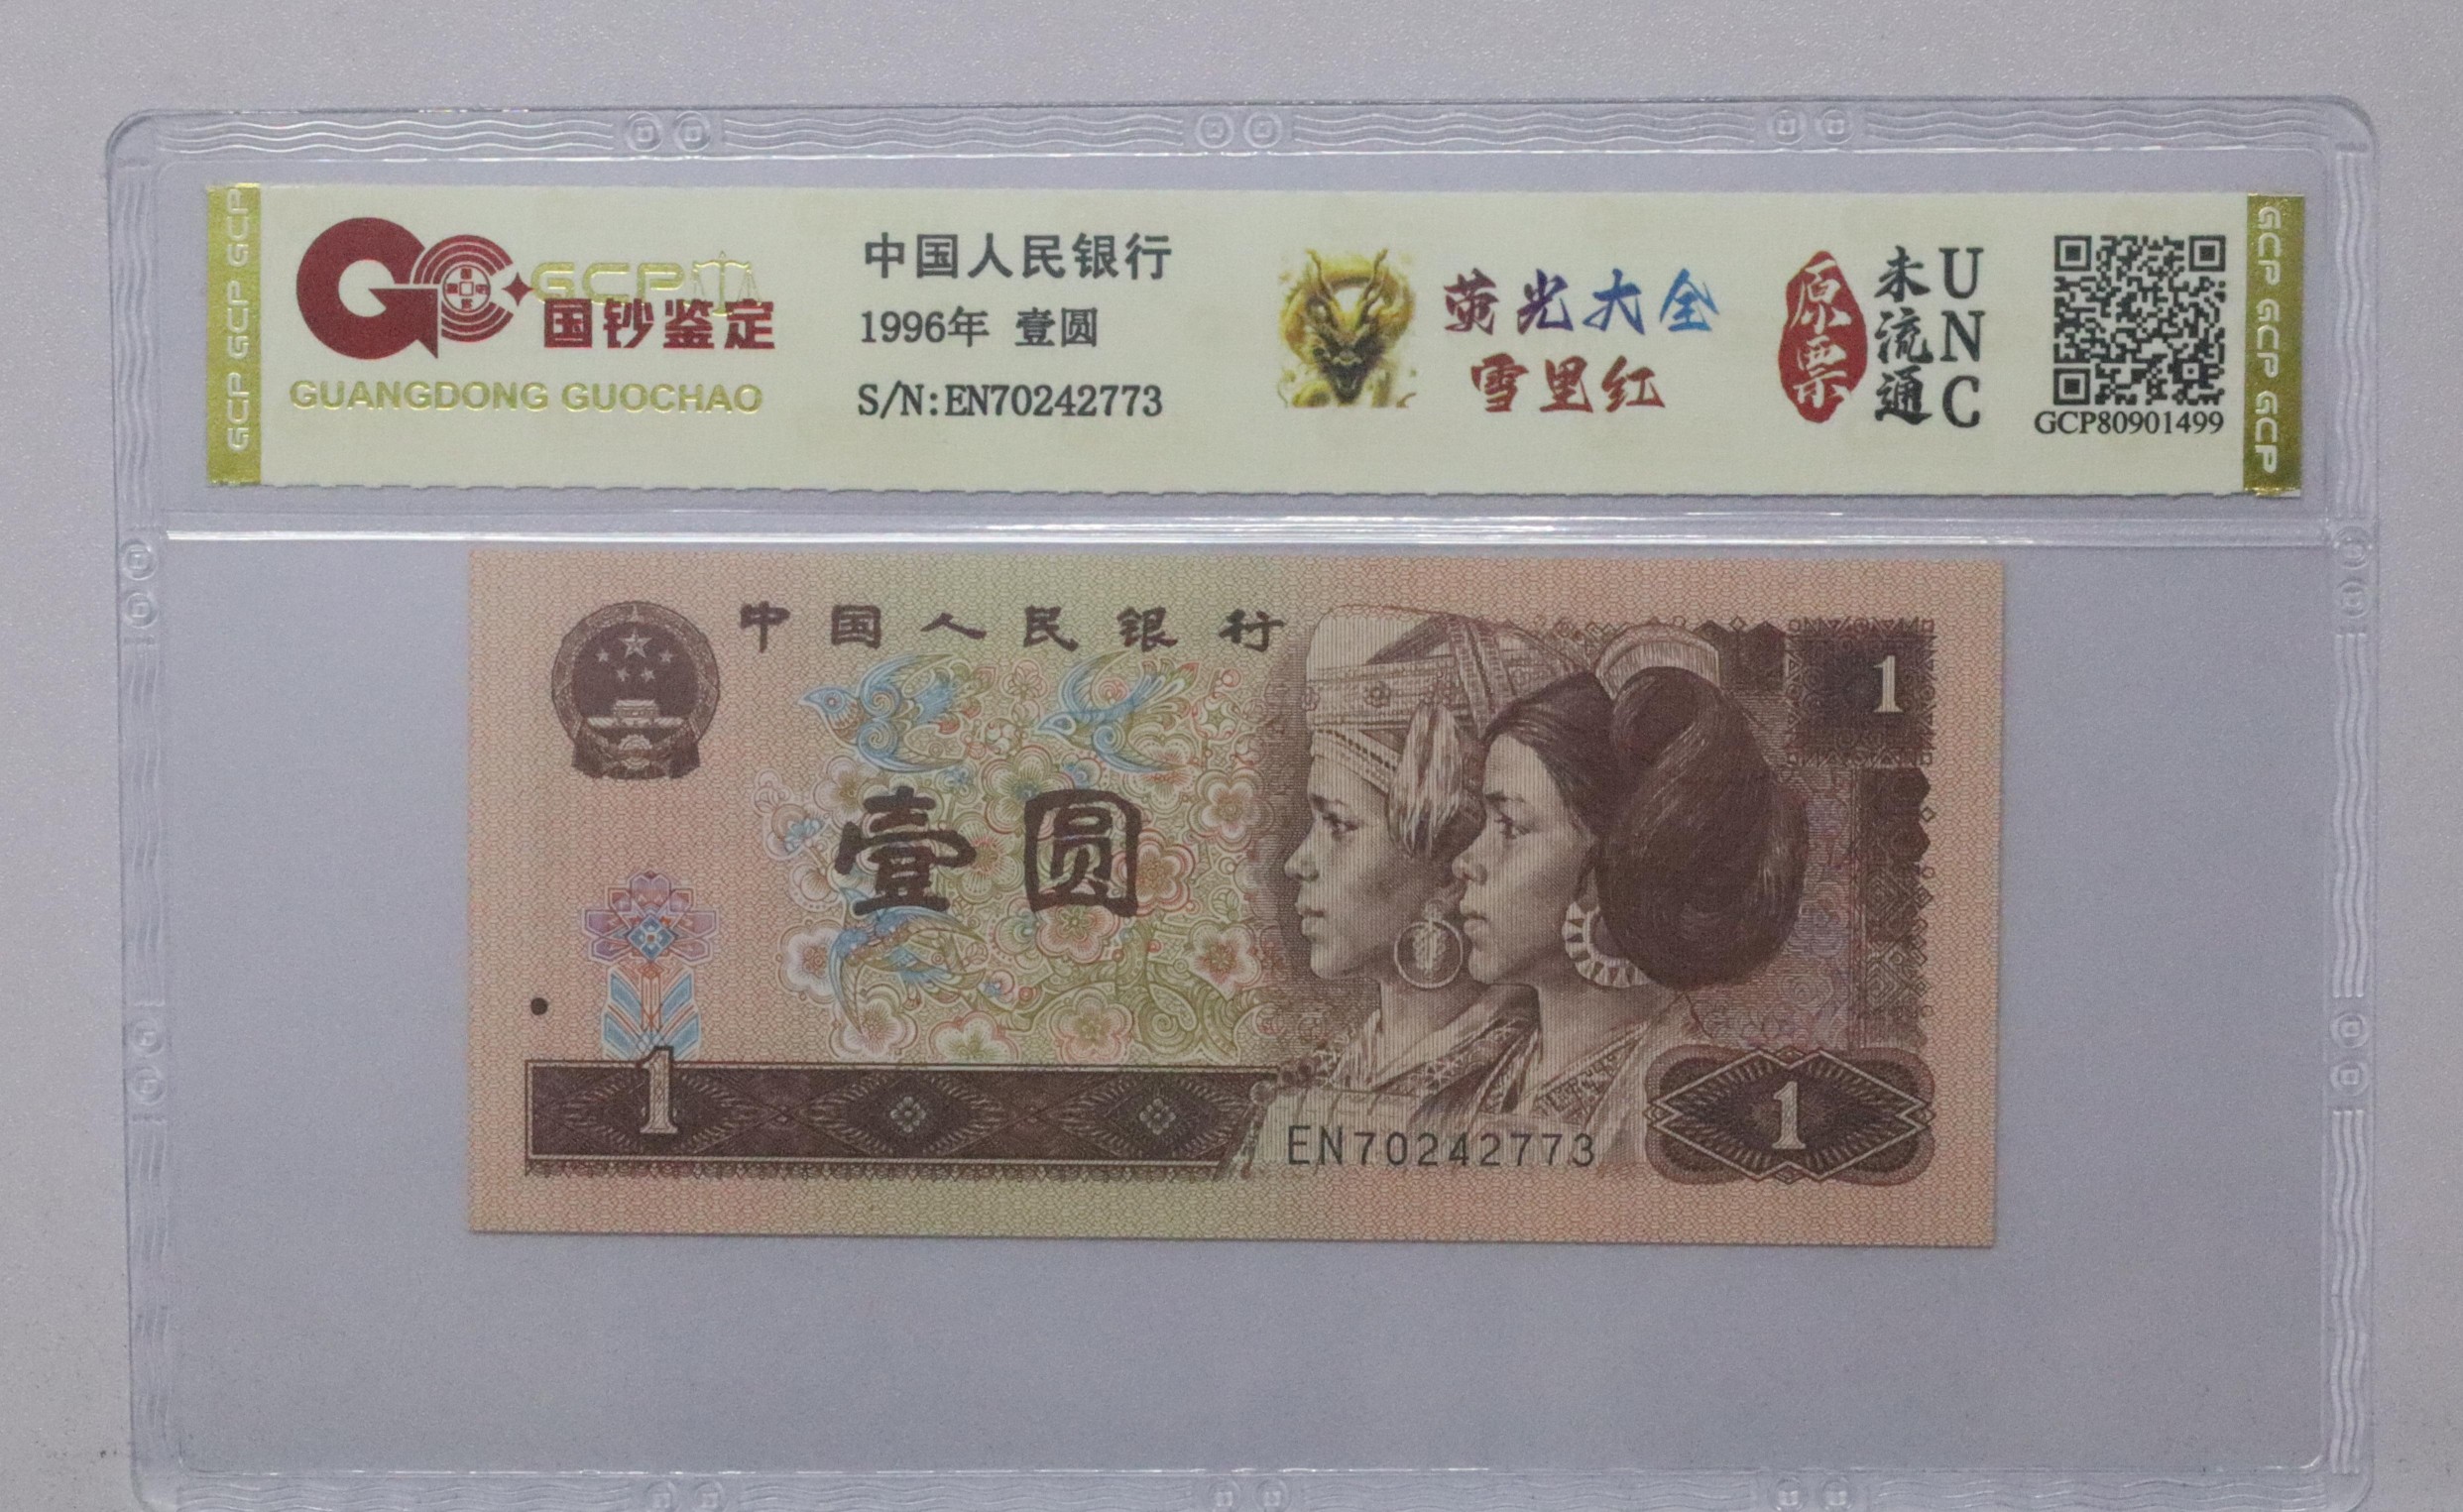 GCP GCP GCP
GCP
国钞鉴定
GUANGDONG GUOCHAO
中国人民银行
1996年 壹圆
S/N:EN70242773
荧光大全
雪里红
原票
未流通
UNC
GCP80901499
GCP GCP GCP GCP
中国人民银行
1
壹圆
1
EN70242773
1